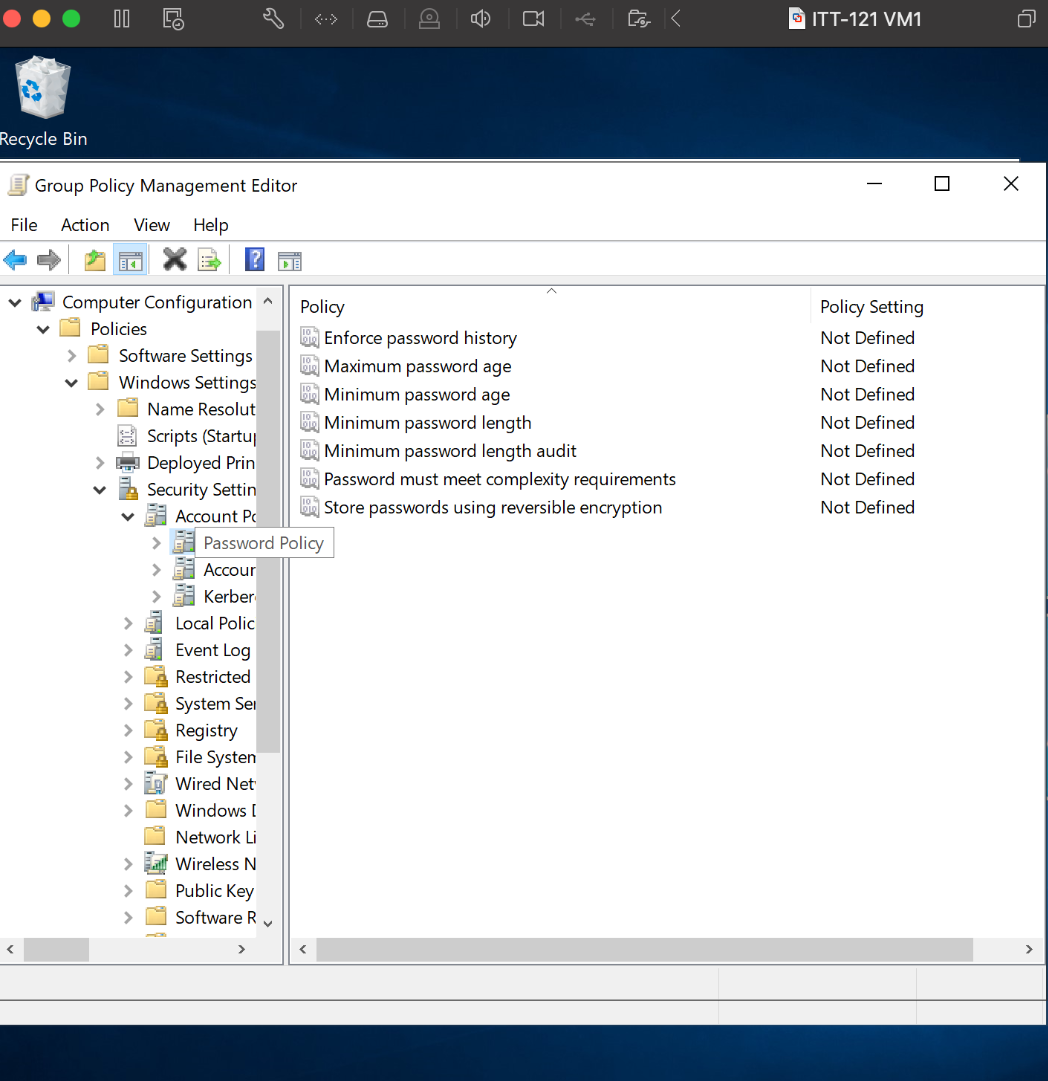 ITT-121 VM1
Recycle Bin
Group Policy Management Editor
File Action View Help
Computer Configuration
Policies
Software Settings
Windows Settings
Name Resolut
Scripts (Startup
Deployed Prin
Security Settin
Account Po
Password Policy
Accour
Kerber
Local Polic
Event Log
Restricted
System Ser
Registry
File System
Wired Net
Windows D
Network Li
Wireless N
Public Key
Software R
Policy Policy Setting
Enforce password history Not Defined
Maximum password age Not Defined
Minimum password age Not Defined
Minimum password length Not Defined
Minimum password length audit Not Defined
Password must meet complexity requirements Not Defined
Store passwords using reversible encryption Not Defined